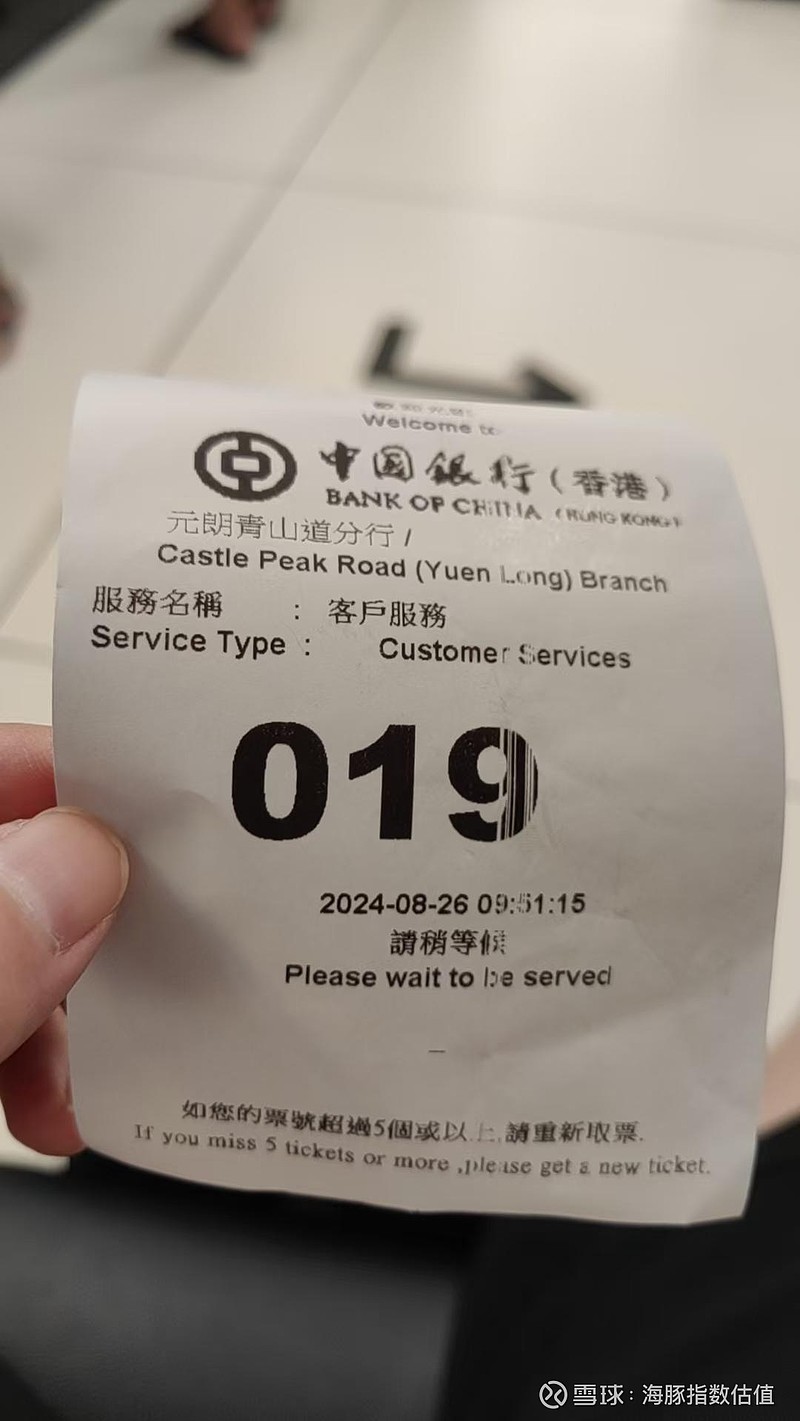 Welcome to
中國銀行（香港）
BANK OF CHINA (HONG KONG)
元朗青山道分行 /
Castle Peak Road (Yuen Long) Branch
服務名稱 : 客戶服務
Service Type : Customer Services
019
2024-08-26 09:51:15
請稍等候
Please wait to be served
如您的票號超過5個或以上,請重新取票.
If you miss 5 tickets or more ,please get a new ticket.
雪球：海豚指数估值